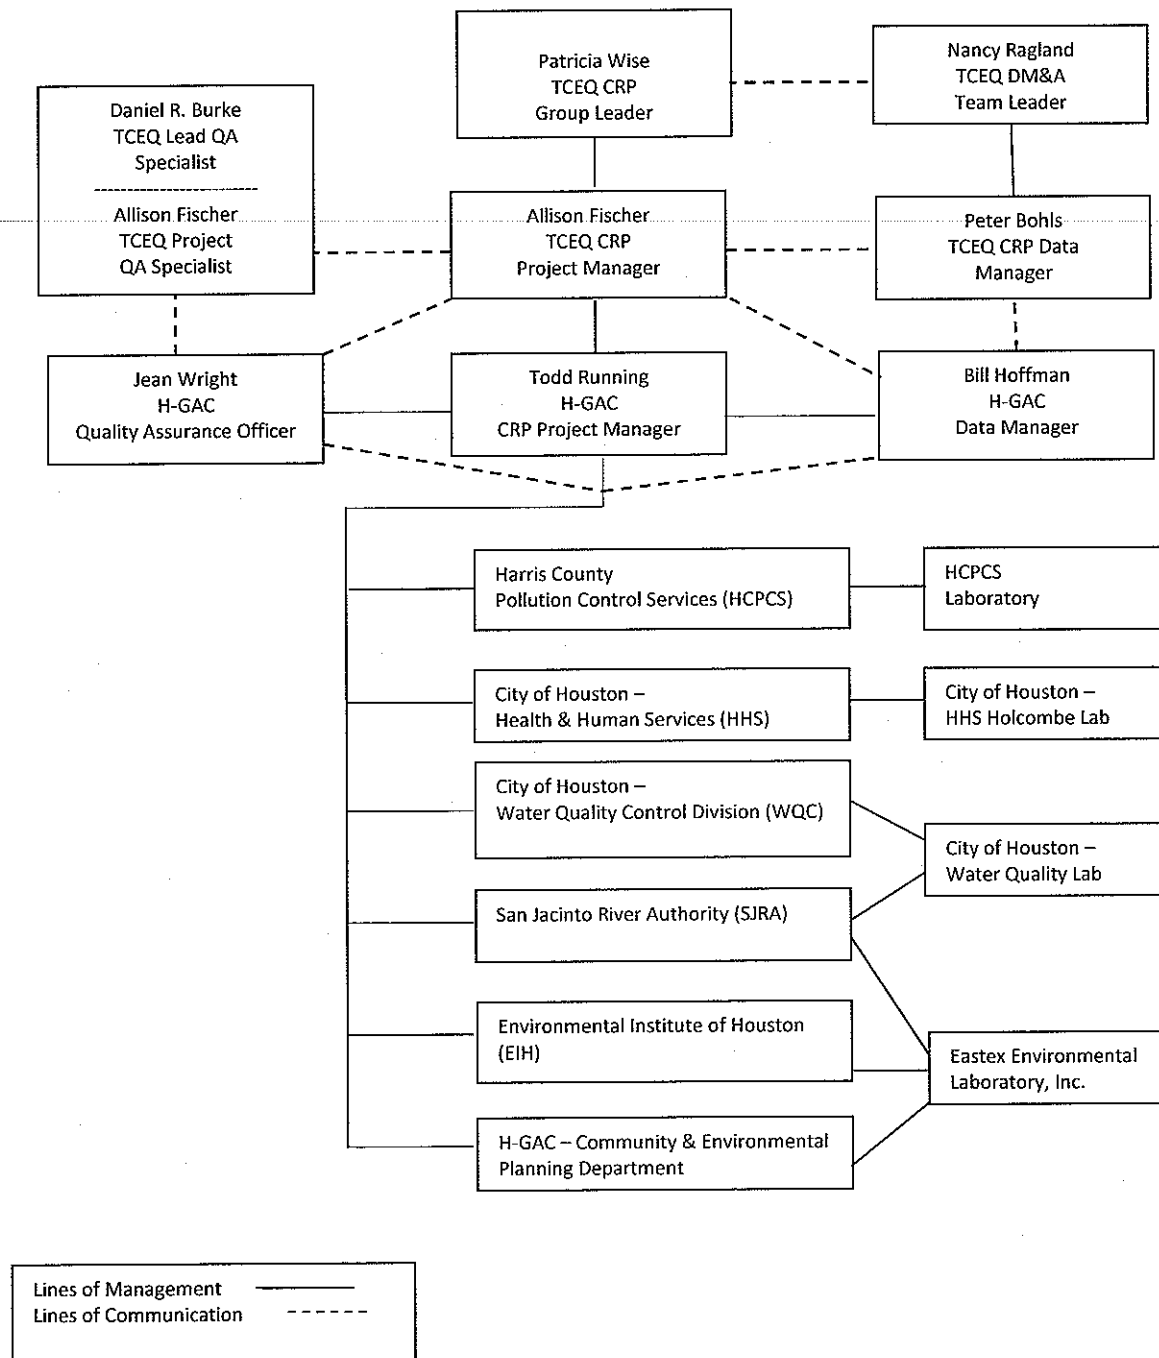 Patricia Wise
TCEQ CRP
Group Leader
Nancy Ragland
TCEQ DM&A
Team Leader
Daniel R. Burke
TCEQ Lead QA
Specialist
Allison Fischer
TCEQ Project
QA Specialist
Allison Fischer
TCEQ CRP
Project Manager
Peter Bohls
TCEQ CRP Data
Manager
Jean Wright
H-GAC
Quality Assurance Officer
Todd Running
H-GAC
CRP Project Manager
Bill Hoffman
H-GAC
Data Manager
Harris County
Pollution Control Services (HCPCS)
HCPCS
Laboratory
City of Houston –
Health & Human Services (HHS)
City of Houston –
HHS Holcombe Lab
City of Houston –
Water Quality Control Division (WQC)
City of Houston –
Water Quality Lab
San Jacinto River Authority (SJRA)
Environmental Institute of Houston
(EIH)
Eastex Environmental
Laboratory, Inc.
H-GAC – Community & Environmental
Planning Department
Lines of Management
Lines of Communication